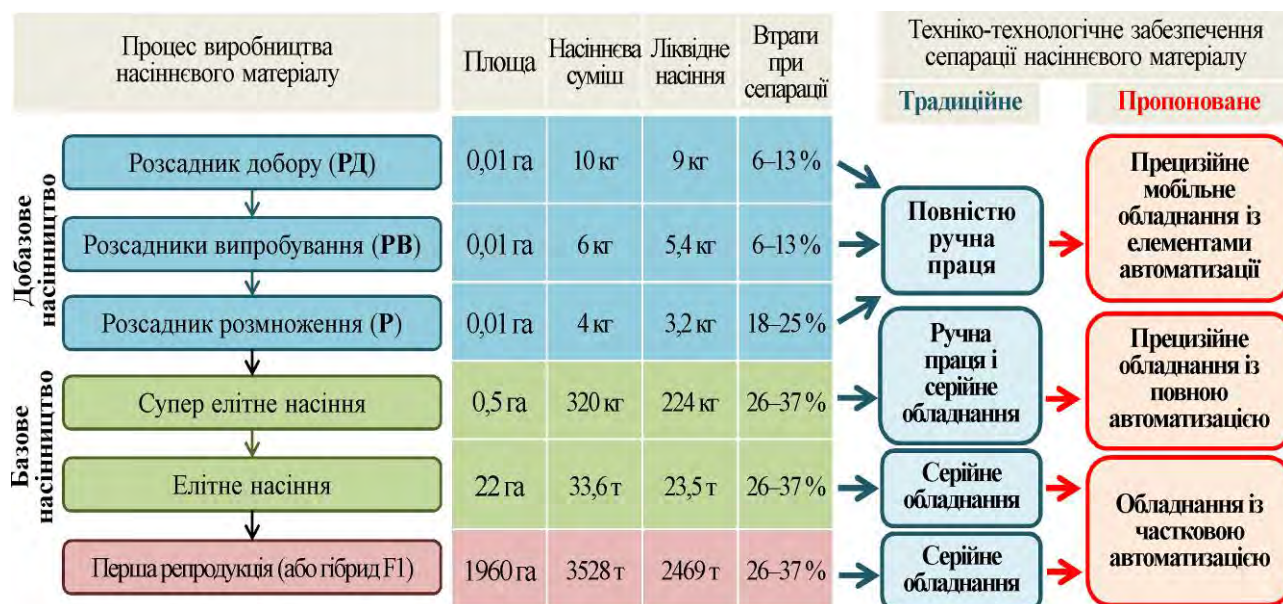 Процес виробництва
насіннєвого матеріалу
Площа
Насіннєва
суміш
Ліквідне
насіння
Втрати
при
сепарації
Техніко-технологічне забезпечення
сепарації насіннєвого матеріалу
Традиційне
Пропоноване
Добазове
насінництво
Базове
насінництво
Розсадник добору (РД)
0,01 га
10 кг
9 кг
6–13 %
Розсадники випробування (РВ)
0,01 га
6 кг
5,4 кг
6–13 %
Розсадник розмноження (Р)
0,01 га
4 кг
3,2 кг
18–25 %
Супер елітне насіння
0,5 га
320 кг
224 кг
26–37 %
Елітне насіння
22 га
33,6 т
23,5 т
26–37 %
Перша репродукція (або гібрид F1)
1960 га
3528 т
2469 т
26–37 %
Повністю
ручна
праця
Ручна
праця і
серійне
обладнання
Серійне
обладнання
Серійне
обладнання
Прецизійне
мобільне
обладнання із
елементами
автоматизації
Прецизійне
обладнання із
повною
автоматизацією
Обладнання із
частковою
автоматизацією